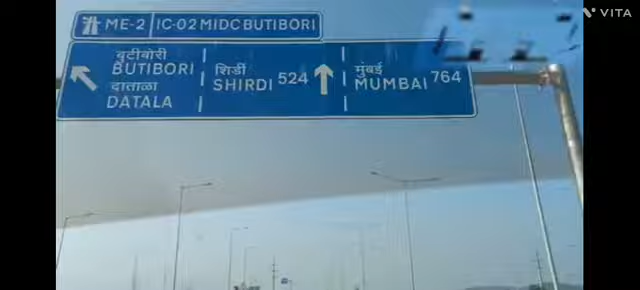 ME-2 IC-02 MIDC BUTIBORI
बुटीबोरी
BUTIBORI
दाताळा
DATALA
शिर्डी
SHIRDI 524
मुंबई
MUMBAI 764
VITA